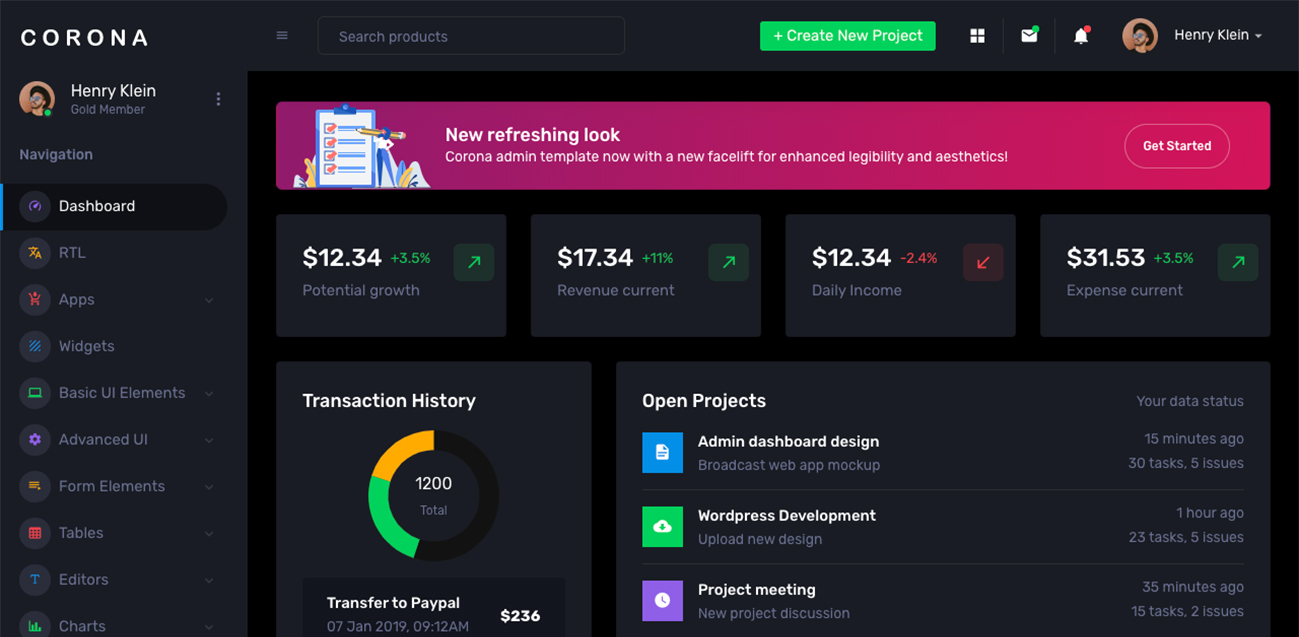 CORONA
Search products
+ Create New Project
Henry Klein
Henry Klein
Gold Member
Navigation
Dashboard
RTL
Apps
Widgets
Basic UI Elements
Advanced UI
Form Elements
Tables
Editors
Charts
New refreshing look
Corona admin template now with a new facelift for enhanced legibility and aesthetics!
Get Started
$12.34 +3.5%
Potential growth
$17.34 +11%
Revenue current
$12.34 -2.4%
Daily Income
$31.53 +3.5%
Expense current
Transaction History
1200
Total
Transfer to Paypal
07 Jan 2019, 09:12AM
$236
Open Projects
Your data status
Admin dashboard design
Broadcast web app mockup
15 minutes ago
30 tasks, 5 issues
Wordpress Development
Upload new design
1 hour ago
23 tasks, 5 issues
Project meeting
New project discussion
35 minutes ago
15 tasks, 2 issues